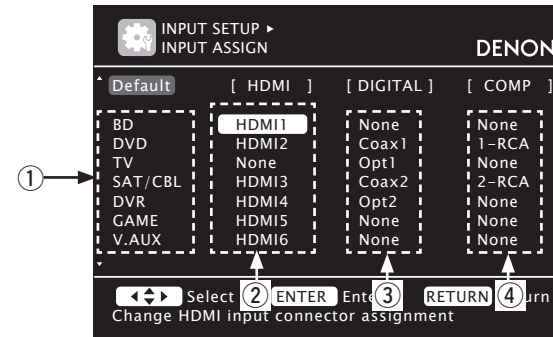 INPUT SETUP ▸
INPUT ASSIGN
DENON
Default [ HDMI ] [ DIGITAL ] [ COMP ]
BD HDMI1 None None
DVD HDMI2 Coax1 1-RCA
TV None Opt1 None
SAT/CBL HDMI3 Coax2 2-RCA
DVR HDMI4 Opt2 None
GAME HDMI5 None None
V.AUX HDMI6 None None
①
Select ② ENTER Ente ③ RETURN ④ urn
Change HDMI input connector assignment